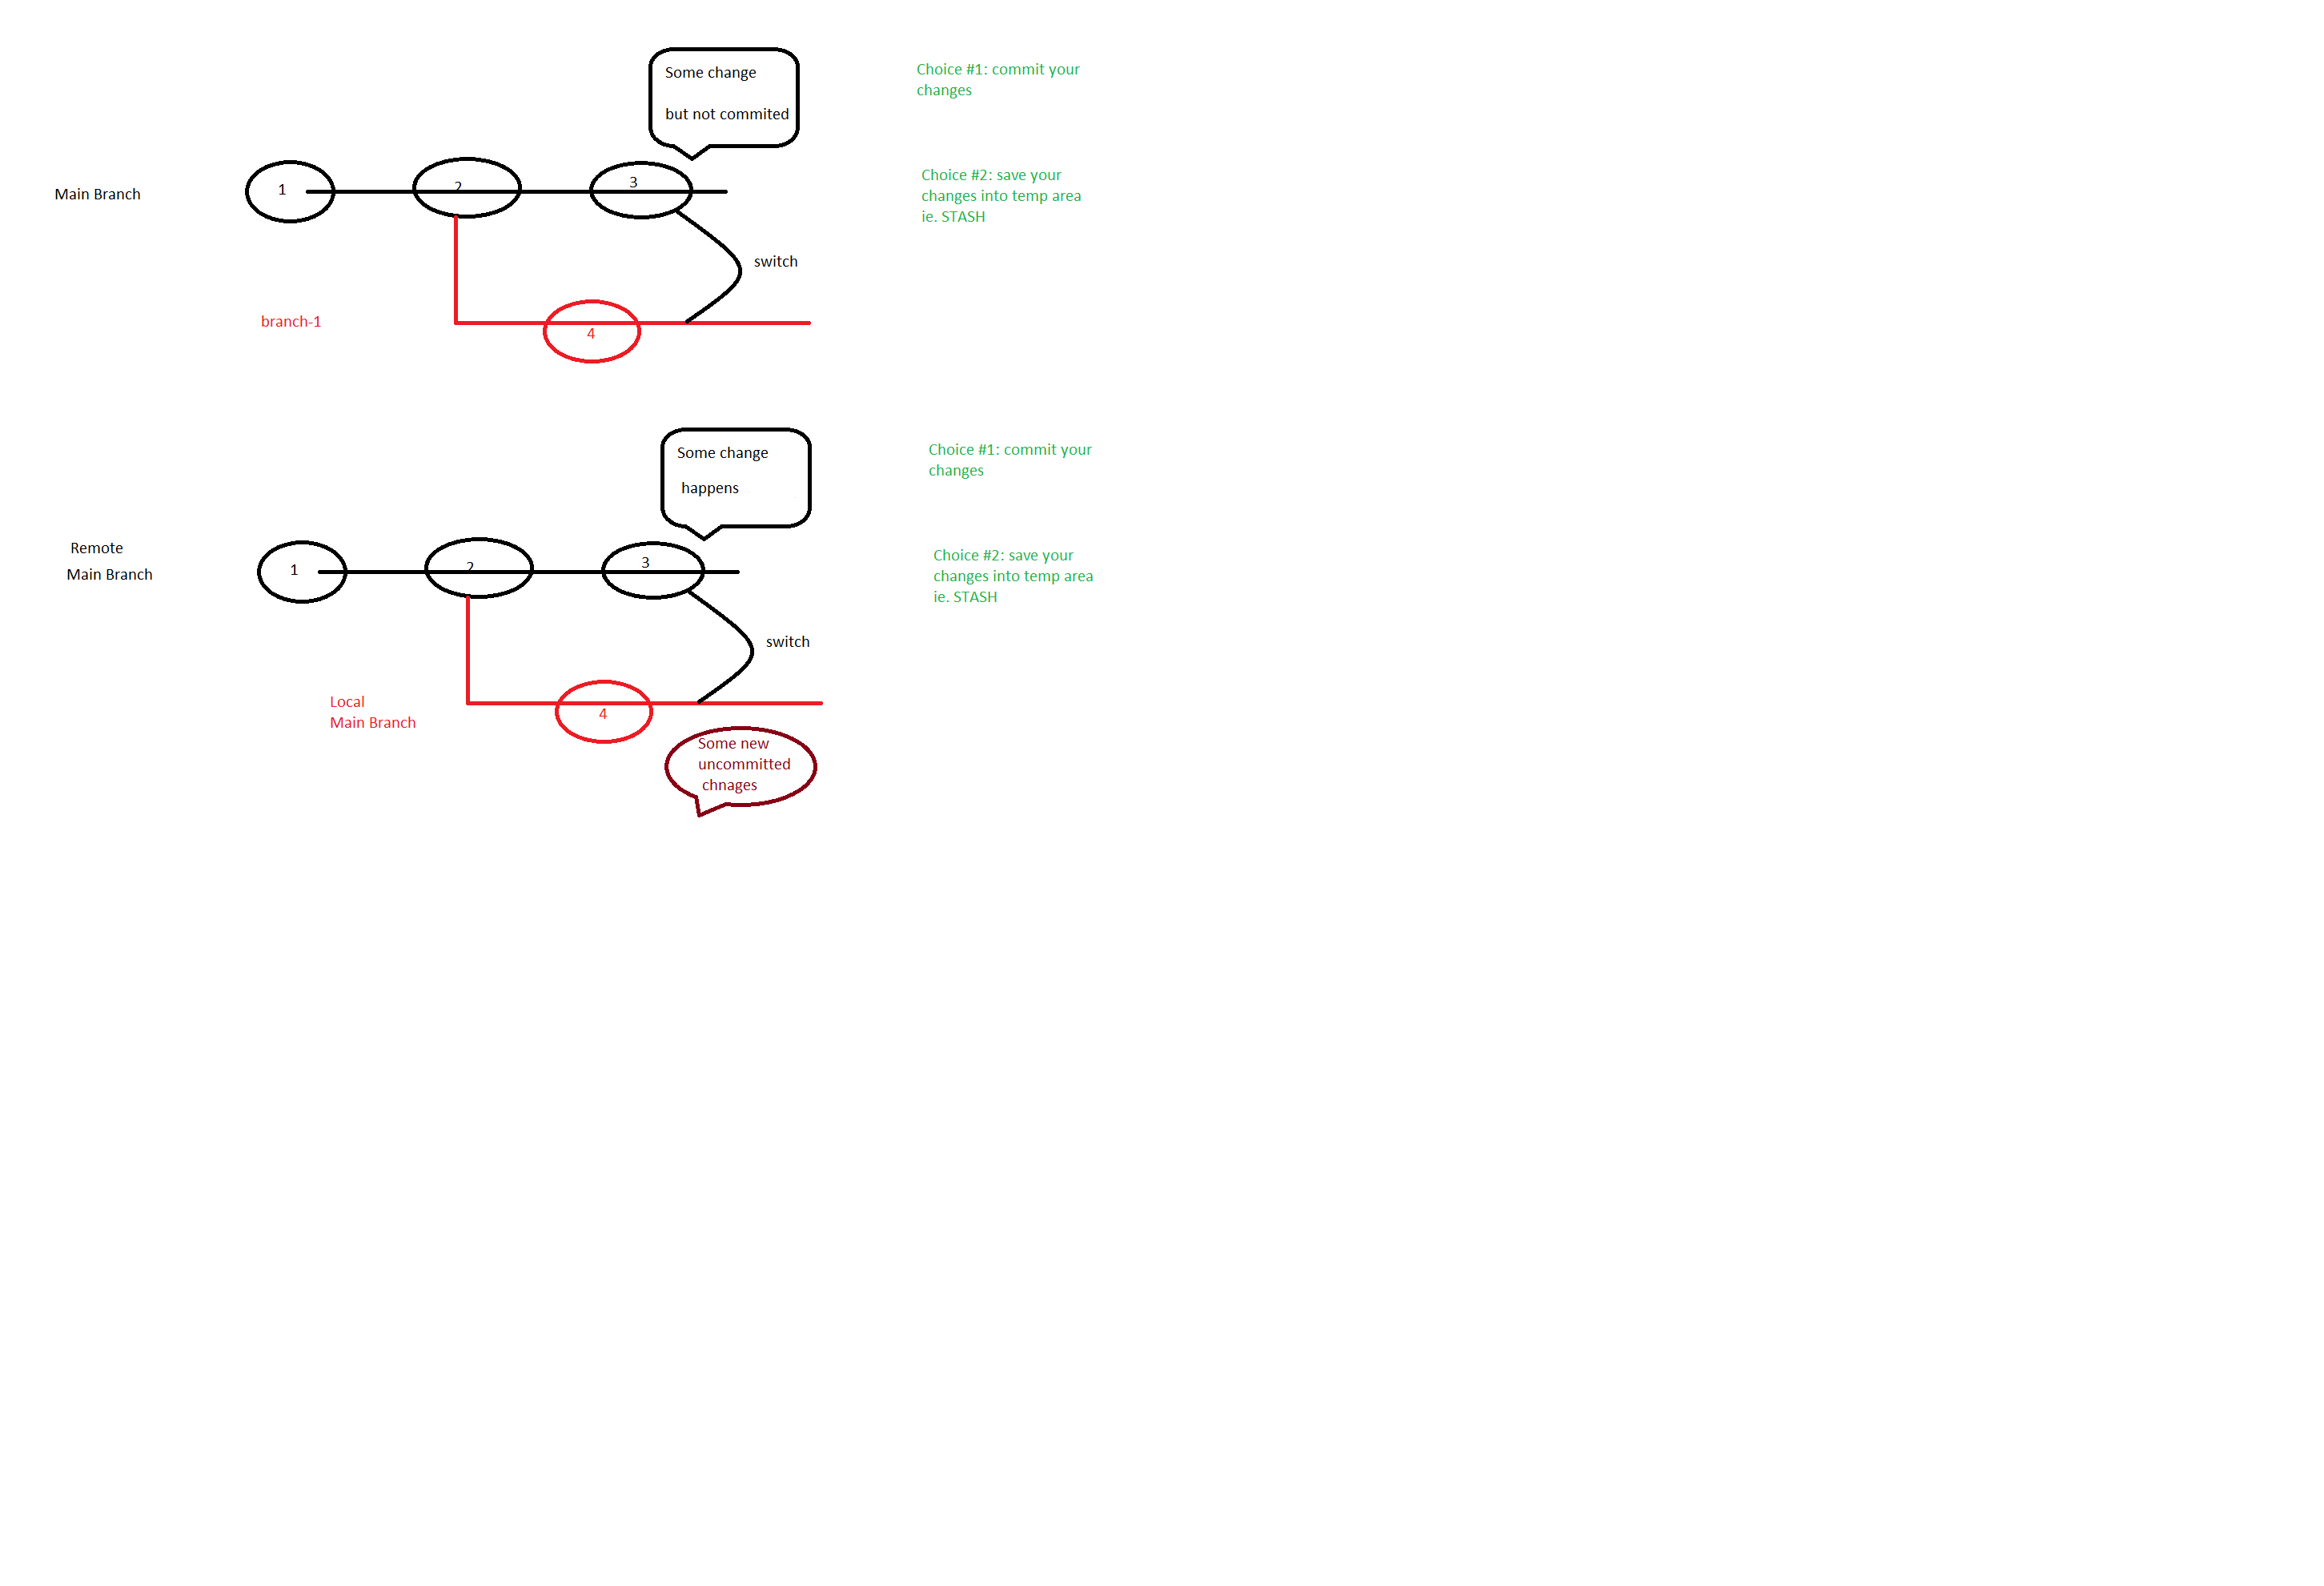 Some change
but not commited
Choice #1: commit your
changes
Main Branch
1
2
3
Choice #2: save your
changes into temp area
ie. STASH
switch
branch-1
4
Some change
happens
Choice #1: commit your
changes
Remote
Main Branch
1
2
3
Choice #2: save your
changes into temp area
ie. STASH
switch
Local
Main Branch
4
Some new
uncommitted
chnages